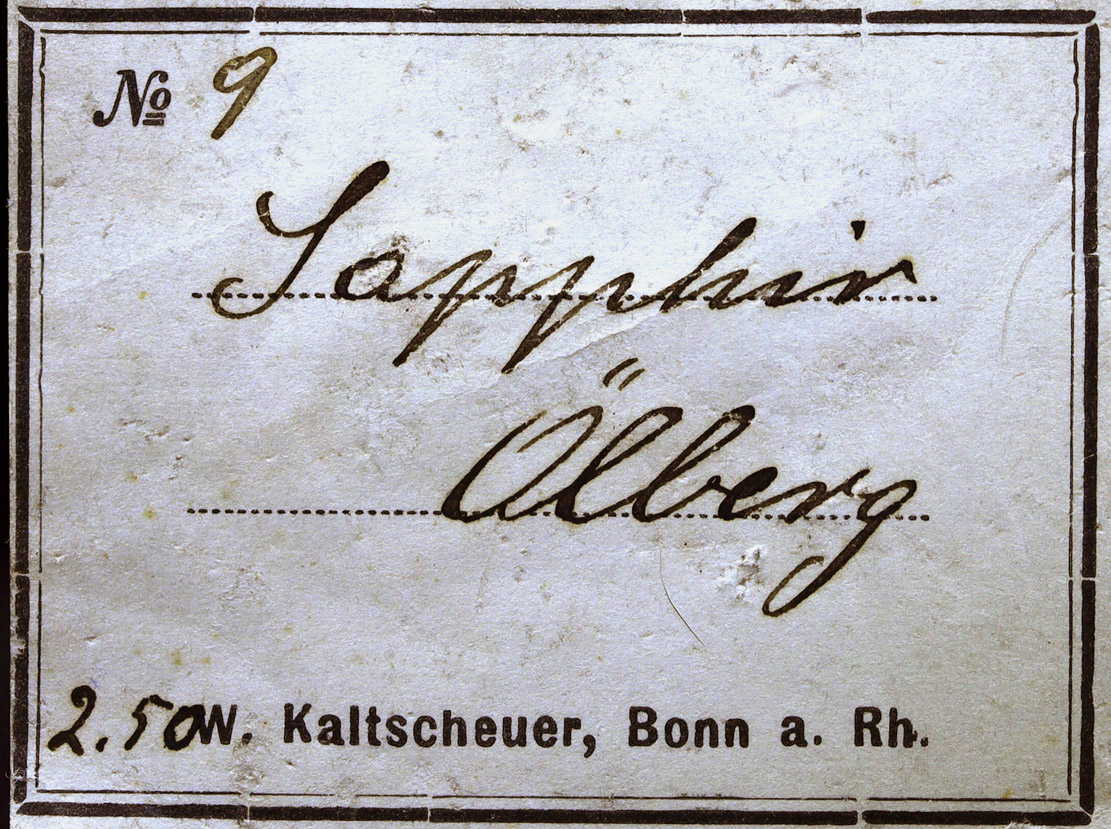 No 9
Sapphir
Ölberg
2.50 W. Kaltscheuer, Bonn a. Rh.